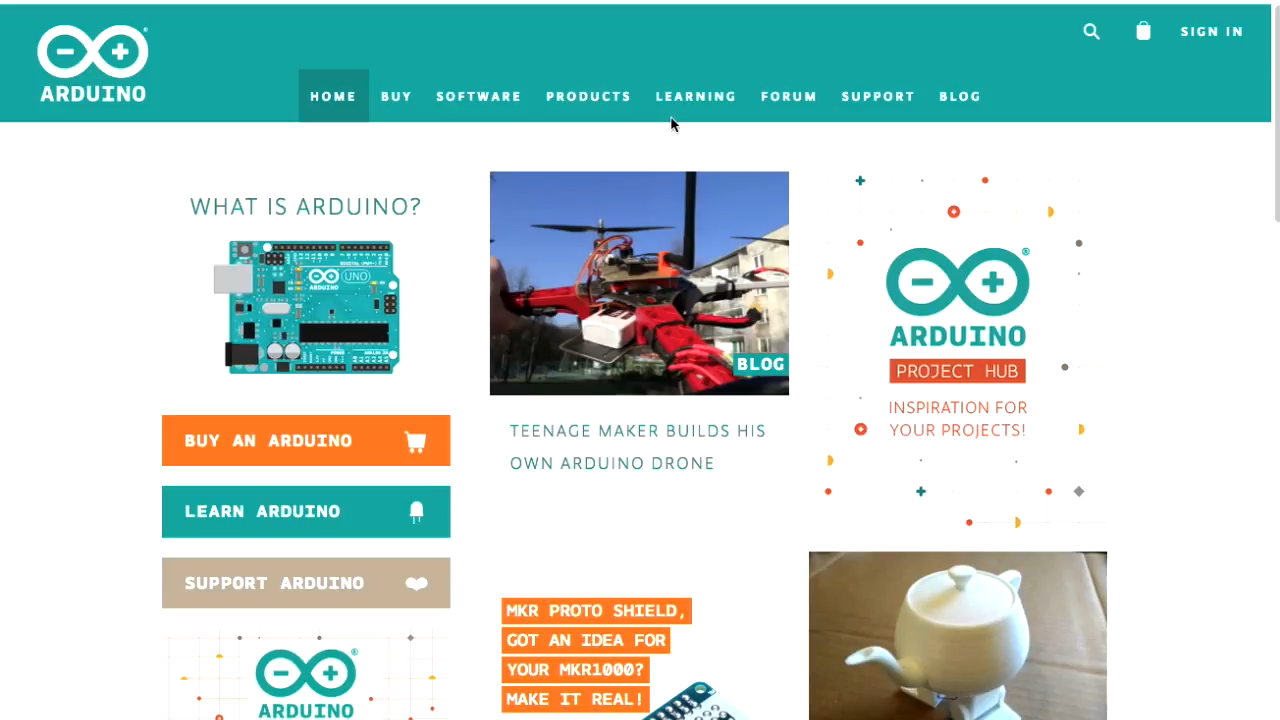 SIGN IN
ARDUINO
HOME BUY SOFTWARE PRODUCTS LEARNING FORUM SUPPORT BLOG
WHAT IS ARDUINO?
ARDUINO
UNO
BUY AN ARDUINO
LEARN ARDUINO
SUPPORT ARDUINO
ARDUINO
BLOG
TEENAGE MAKER BUILDS HIS
OWN ARDUINO DRONE
MKR PROTO SHIELD,
GOT AN IDEA FOR
YOUR MKR1000?
MAKE IT REAL!
ARDUINO
PROJECT HUB
INSPIRATION FOR
YOUR PROJECTS!